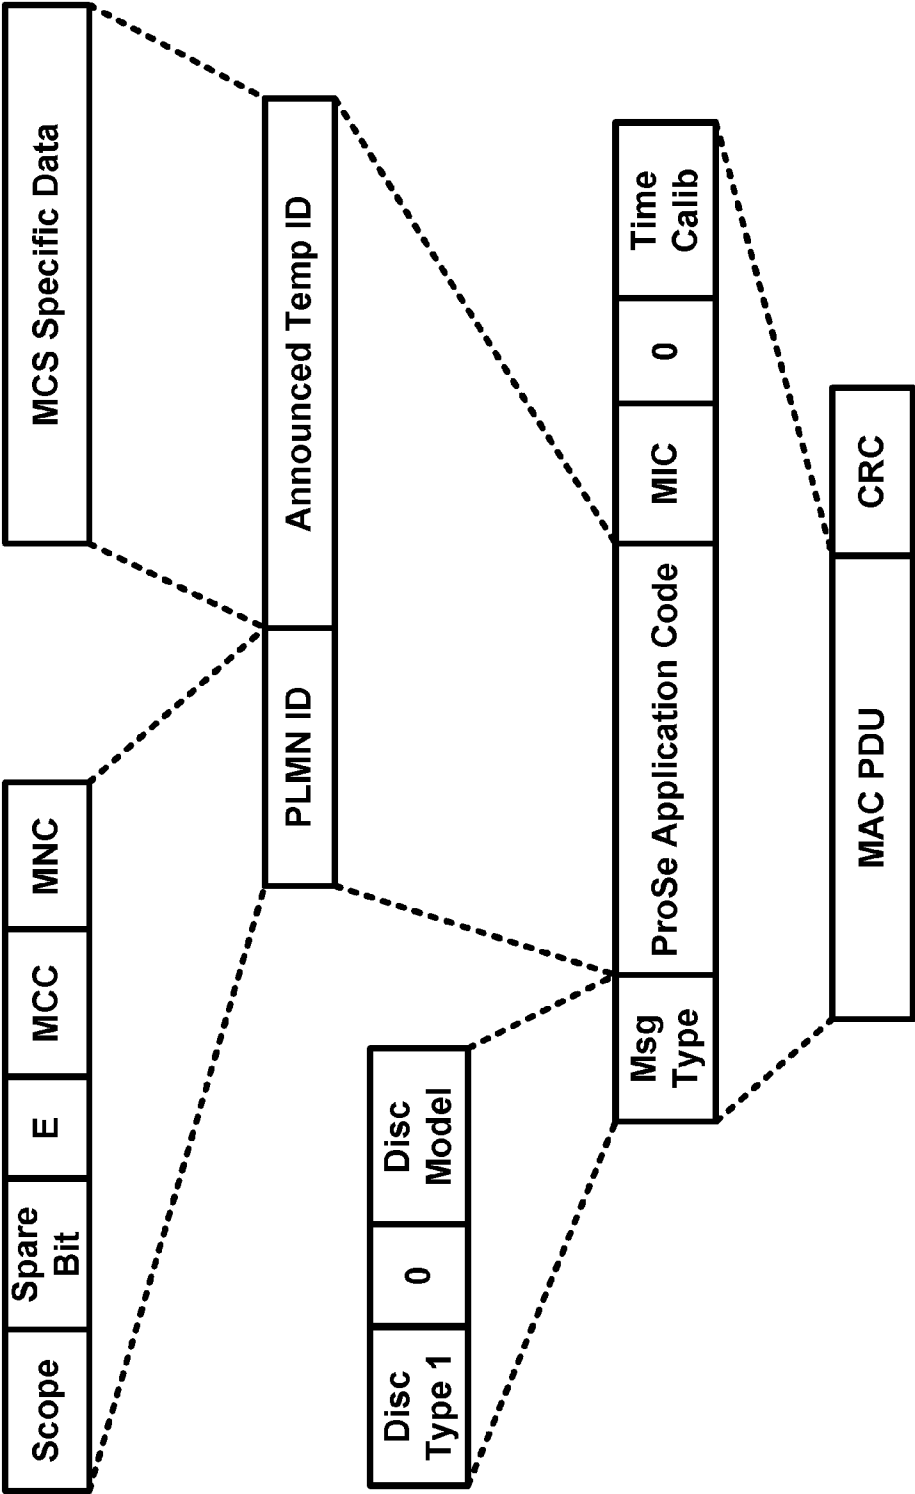 Scope
Spare
Bit
E
MCC
MNC
MCS Specific Data
PLMN ID
Announced Temp ID
Disc
Type 1
0
Disc
Model
Msg
Type
ProSe Application Code
MIC
0
Time
Calib
MAC PDU
CRC